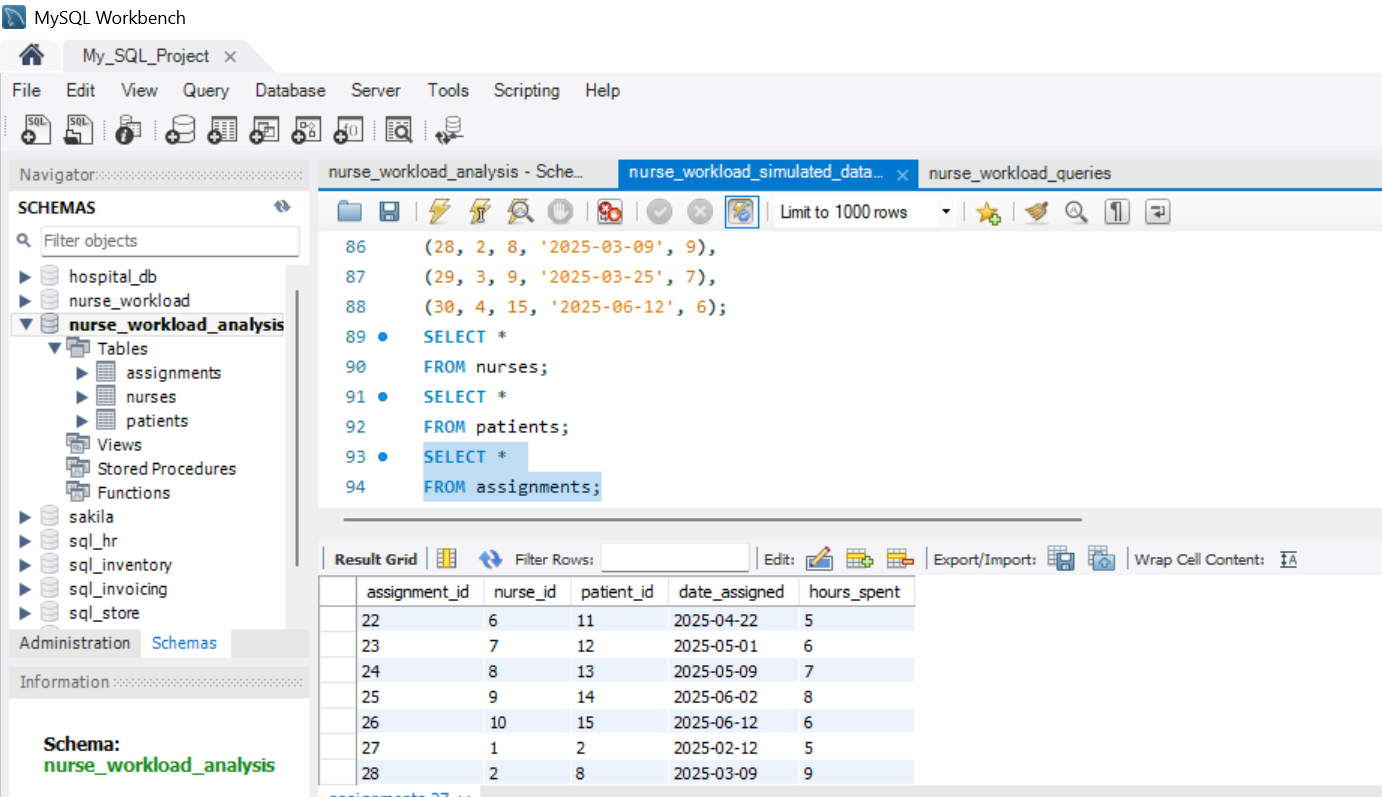 MySQL Workbench
My_SQL_Project
File Edit View Query Database Server Tools Scripting Help
SQL SQL
Navigator
SCHEMAS
Filter objects
hospital_db
nurse_workload
nurse_workload_analysis
Tables
assignments
nurses
patients
Views
Stored Procedures
Functions
sakila
sql_hr
sql_inventory
sql_invoicing
sql_store
Administration Schemas
Information
Schema:
nurse_workload_analysis
nurse_workload_analysis - Sche... nurse_workload_simulated_data... nurse_workload_queries
Limit to 1000 rows
86 (28, 2, 8, '2025-03-09', 9),
87 (29, 3, 9, '2025-03-25', 7),
88 (30, 4, 15, '2025-06-12', 6);
89 SELECT *
90 FROM nurses;
91 SELECT *
92 FROM patients;
93 SELECT *
94 FROM assignments;
Result Grid Filter Rows: Edit: Export/Import: Wrap Cell Content:
assignment_id nurse_id patient_id date_assigned hours_spent
22 6 11 2025-04-22 5
23 7 12 2025-05-01 6
24 8 13 2025-05-09 7
25 9 14 2025-06-02 8
26 10 15 2025-06-12 6
27 1 2 2025-02-12 5
28 2 8 2025-03-09 9